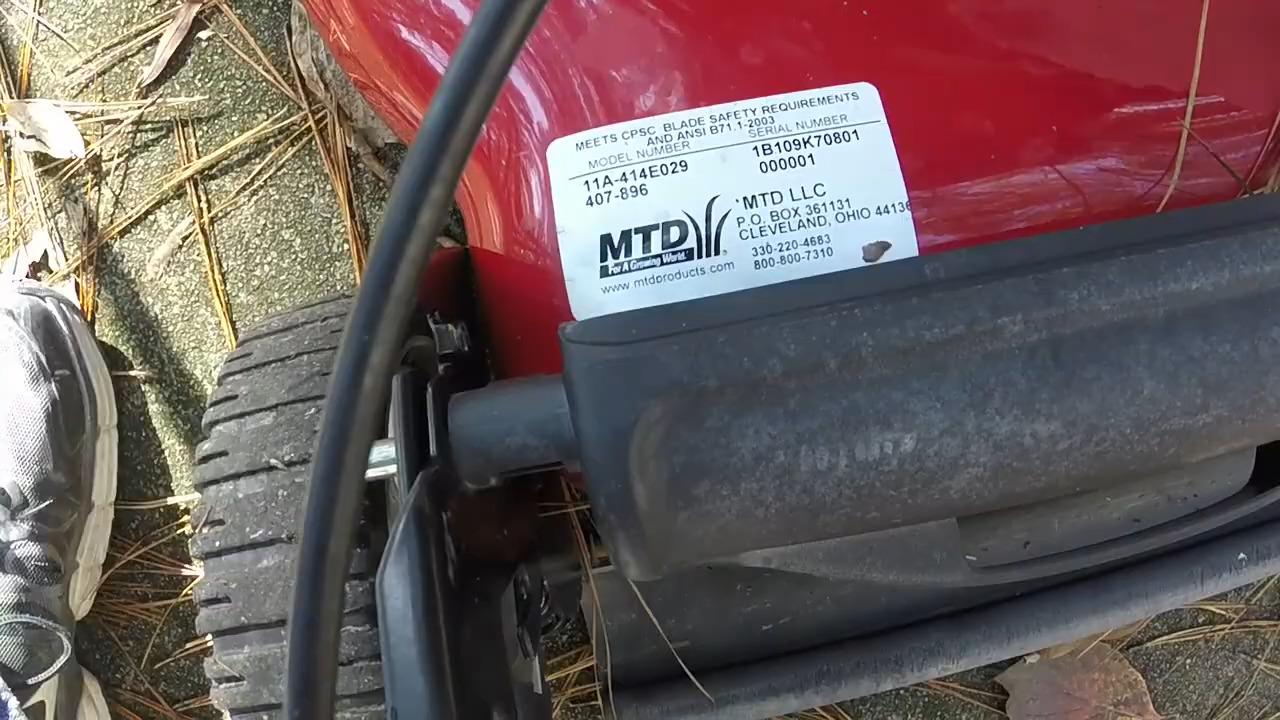 MEETS CPSC BLADE SAFETY REQUIREMENTS
AND ANSI B71.1-2003
MODEL NUMBER SERIAL NUMBER
11A-414E029 1B109K70801
407-896 000001
MTD
For A Growing World.
www.mtdproducts.com
MTD LLC
P.O. BOX 361131
CLEVELAND, OHIO 44136
330-220-4683
800-800-7310